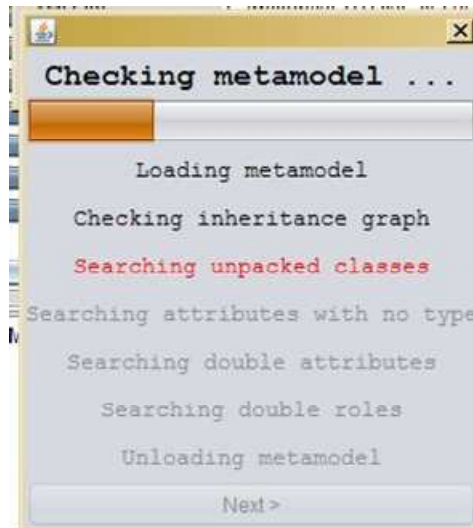 Checking metamodel ...
Loading metamodel
Checking inheritance graph
Searching unpacked classes
Searching attributes with no type
Searching double attributes
Searching double roles
Unloading metamodel
Next >